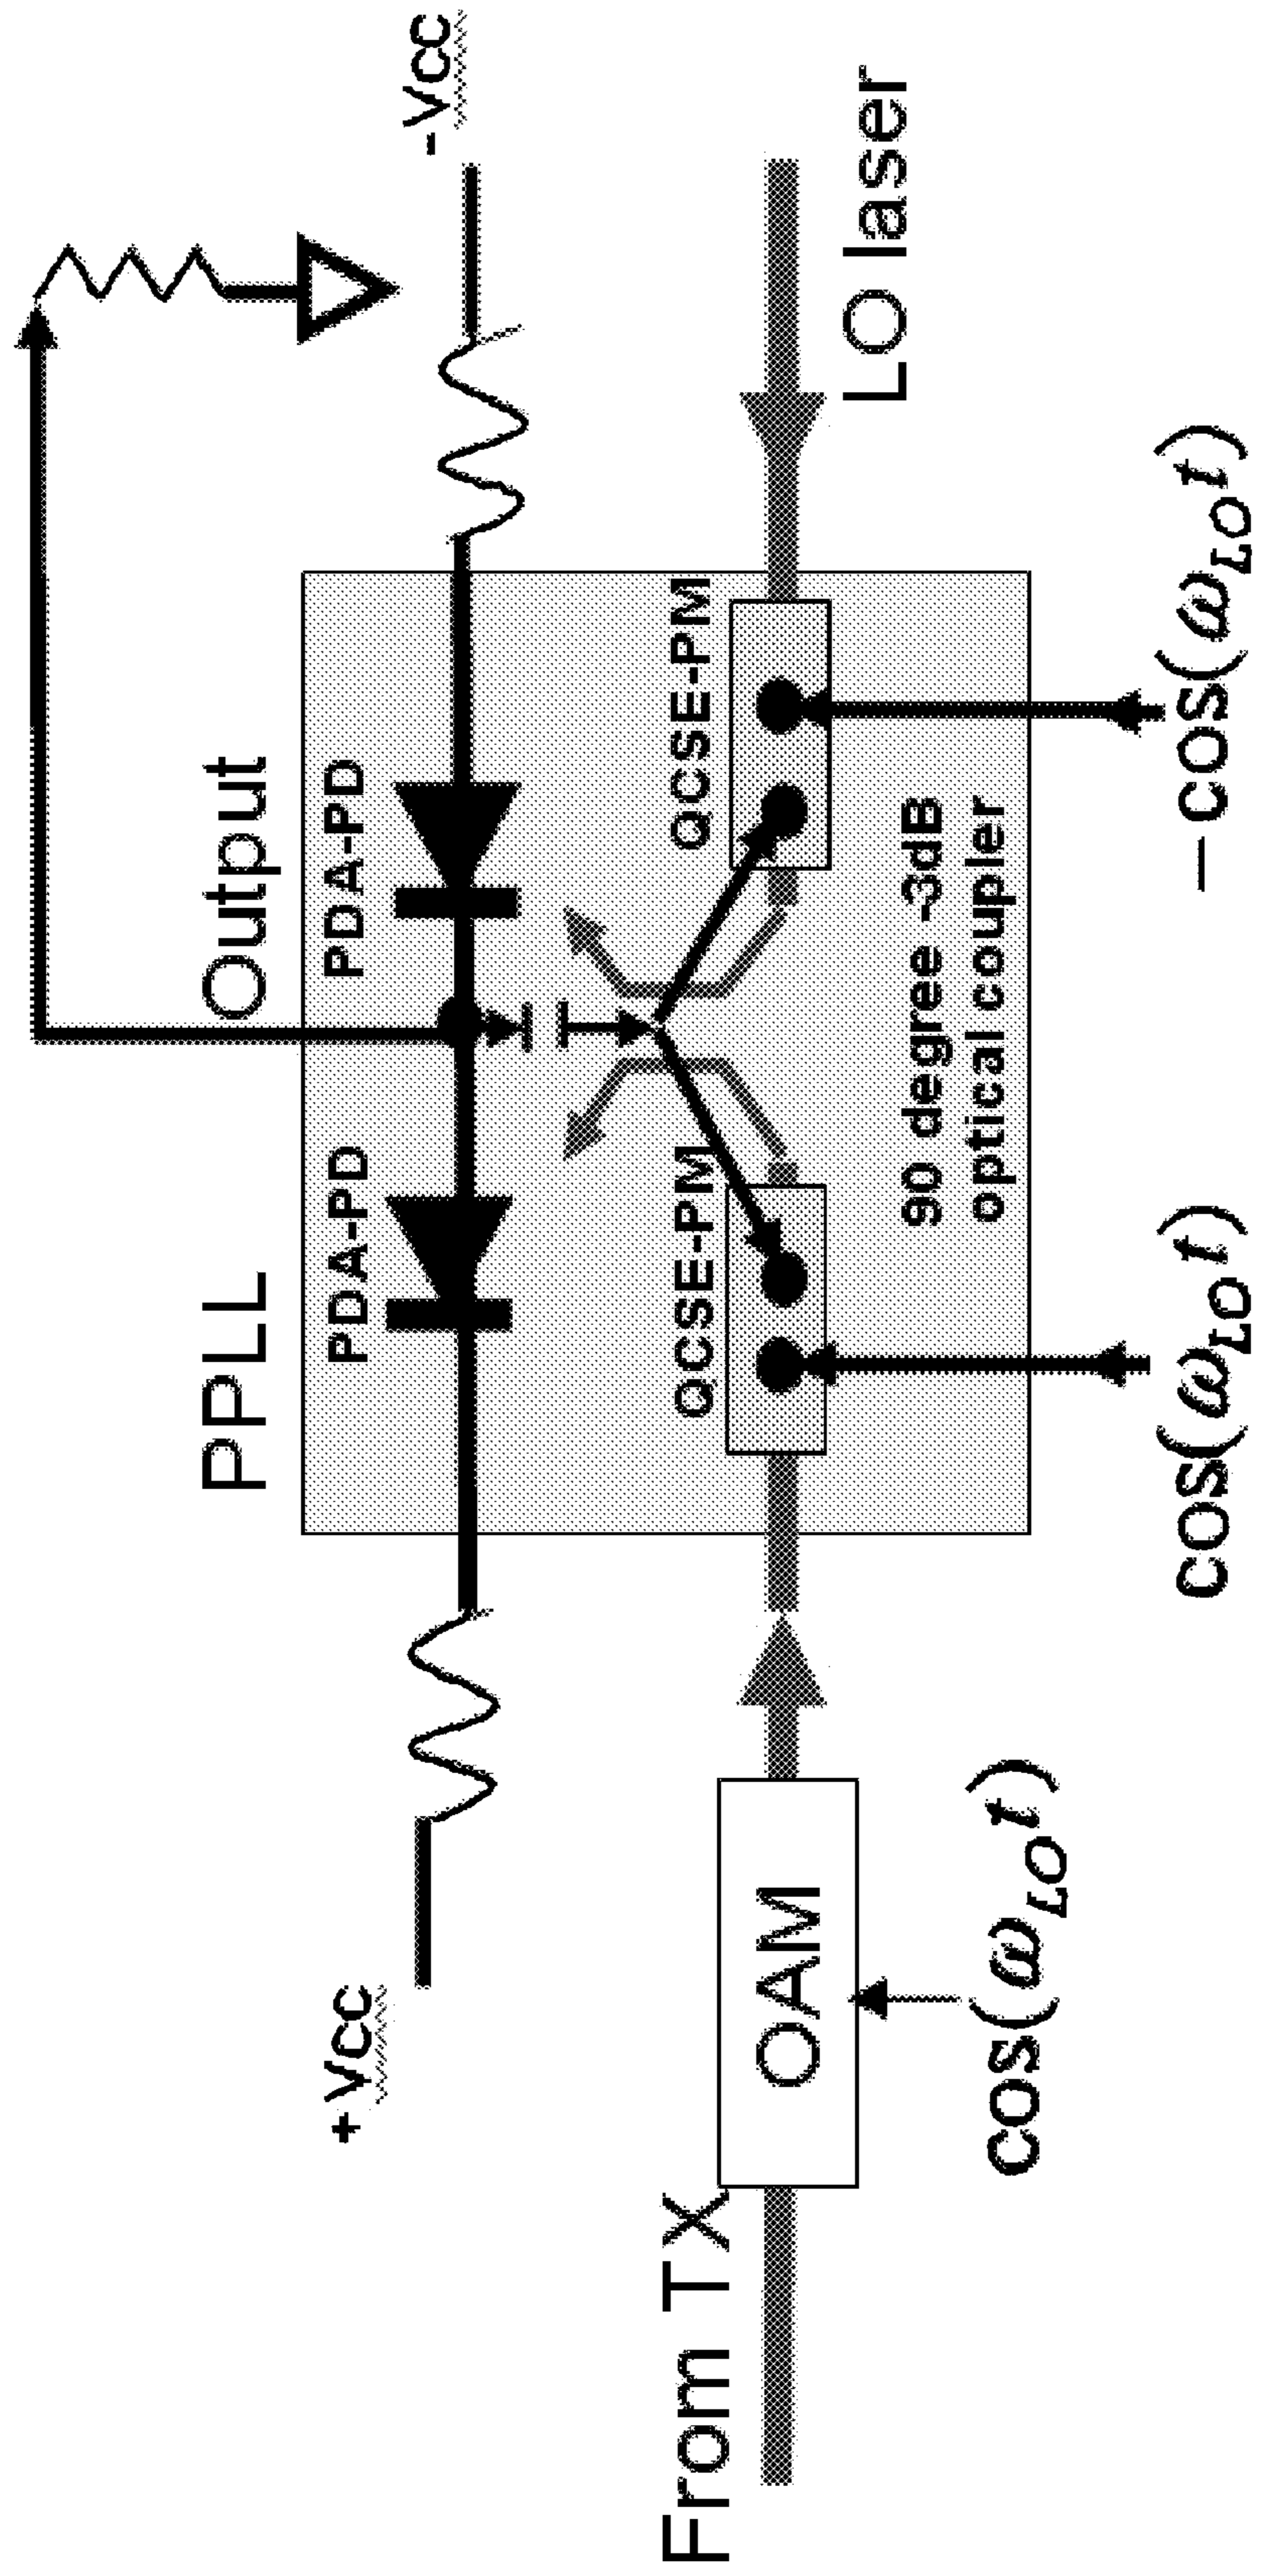 PPLL
Output
+Vcc
-Vcc
PDA-PD
PDA-PD
QCSE-PM
QCSE-PM
From TX
OAM
LO laser
90 degree -3dB
optical coupler
cos(ω_LO t)
cos(ω_LO t)
−cos(ω_LO t)